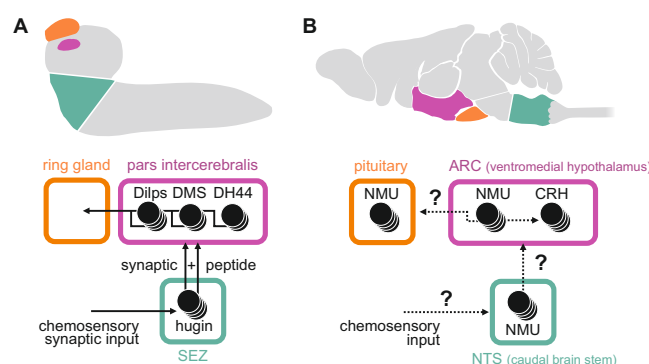 A
B
ring gland
pars intercerebralis
Dilps DMS DH44
synaptic + peptide
hugin
chemosensory
synaptic input
SEZ
pituitary
ARC (ventromedial hypothalamus)
NMU
NMU CRH
?
?
?
chemosensory
input
NMU
NTS (caudal brain stem)